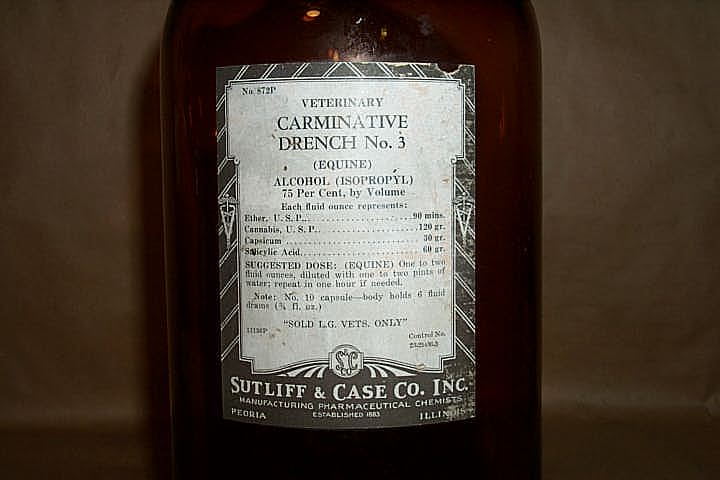 No. 872P
VETERINARY
CARMINATIVE
DRENCH No. 3
(EQUINE)
ALCOHOL (ISOPROPYL)
75 Per Cent, by Volume
Each fluid ounce represents:
Ether, U. S. P. .......................90 mins.
Cannabis, U. S. P. .................120 gr.
Capsicum .............................30 gr.
Salicylic Acid..........................60 gr.
SUGGESTED DOSE: (EQUINE) One to two
fluid ounces, diluted with one to two pints of
water; repeat in one hour if needed.
Note: No. 10 capsule—body holds 6 fluid
drams (¾ fl. oz.)
"SOLD L.G. VETS. ONLY"
Control No.
S&C
SUTLIFF & CASE CO. INC.
MANUFACTURING PHARMACEUTICAL CHEMISTS
ESTABLISHED 1883
PEORIA ILLINOIS